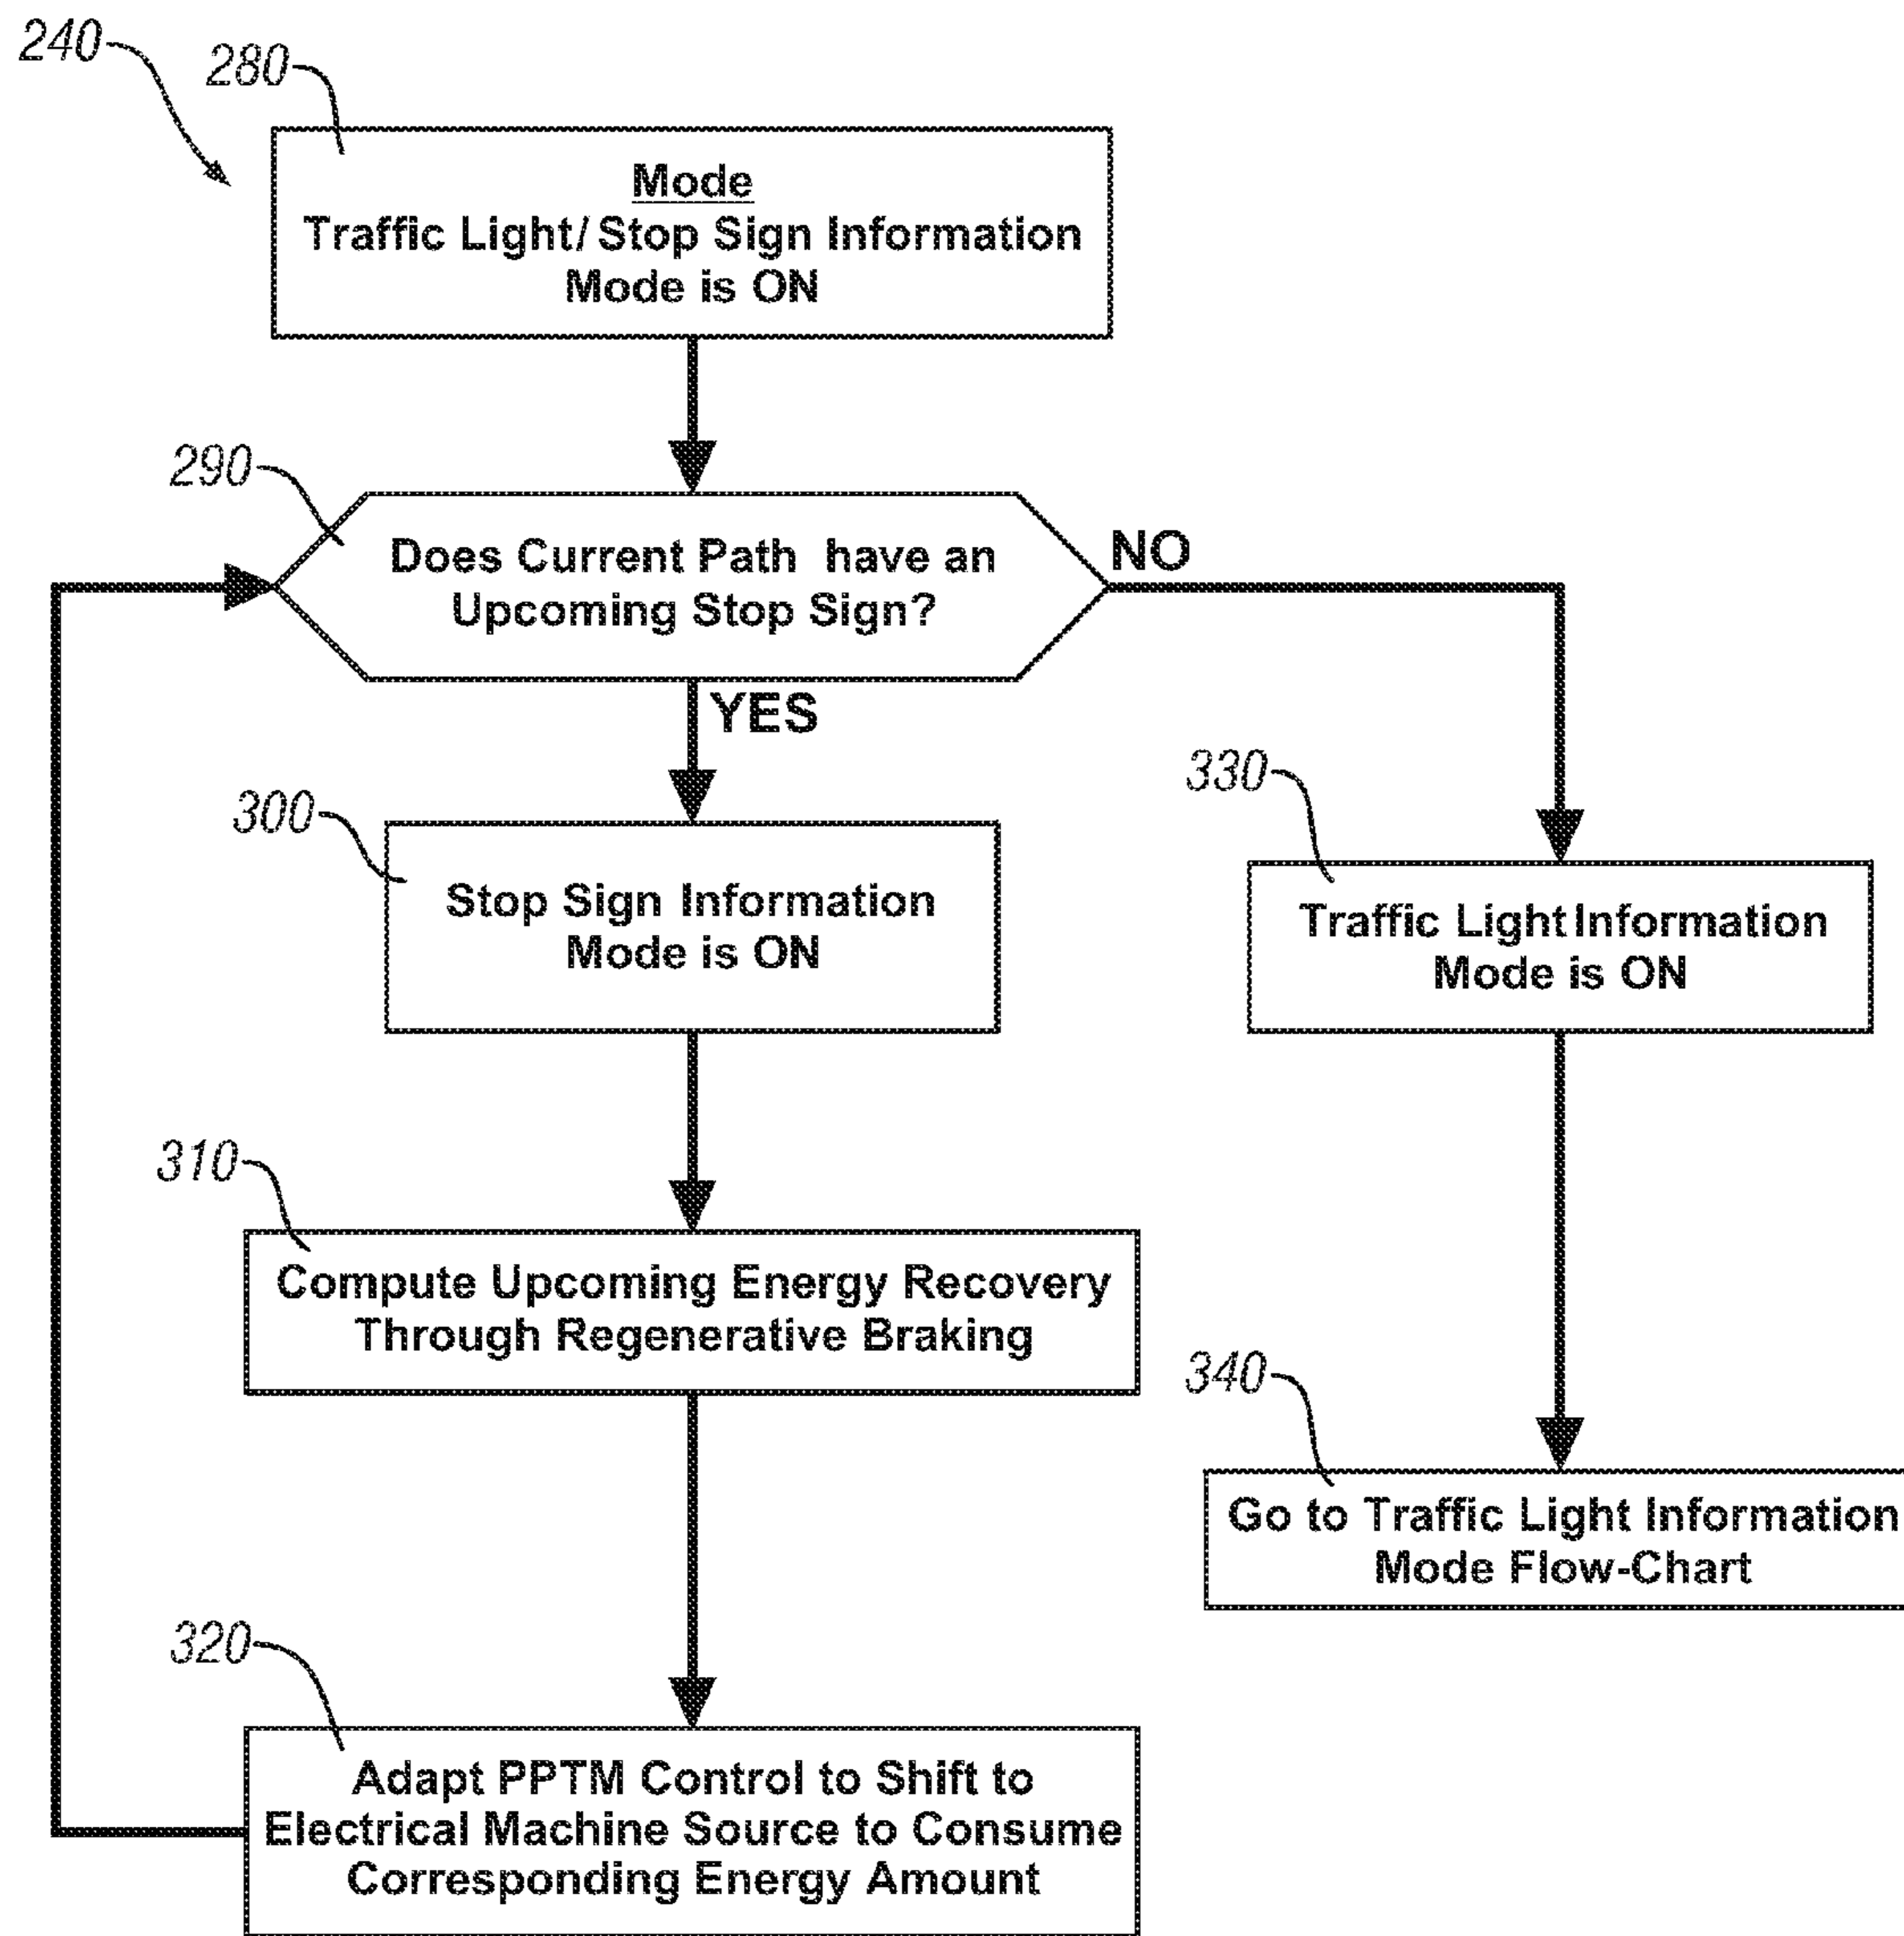 240
280
Mode
Traffic Light/Stop Sign Information
Mode is ON
290
Does Current Path have an
Upcoming Stop Sign?
NO
YES
300
Stop Sign Information
Mode is ON
330
Traffic Light Information
Mode is ON
310
Compute Upcoming Energy Recovery
Through Regenerative Braking
340
Go to Traffic Light Information
Mode Flow-Chart
320
Adapt PPTM Control to Shift to
Electrical Machine Source to Consume
Corresponding Energy Amount